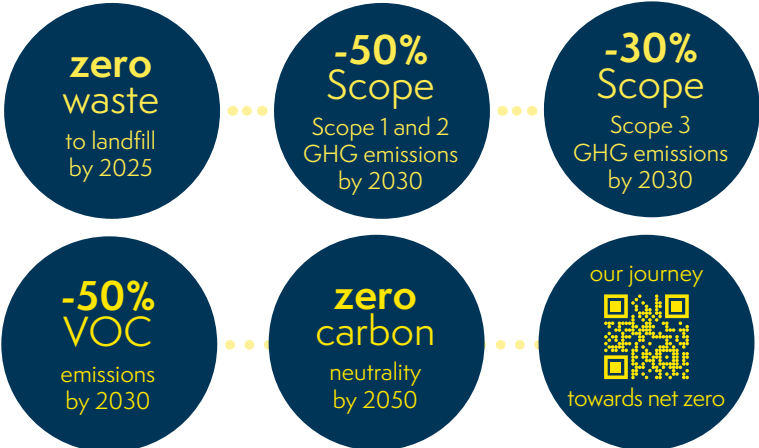 zero
waste
to landfill
by 2025
-50%
Scope
Scope 1 and 2
GHG emissions
by 2030
-30%
Scope
Scope 3
GHG emissions
by 2030
-50%
VOC
emissions
by 2030
zero
carbon
neutrality
by 2050
our journey
towards net zero